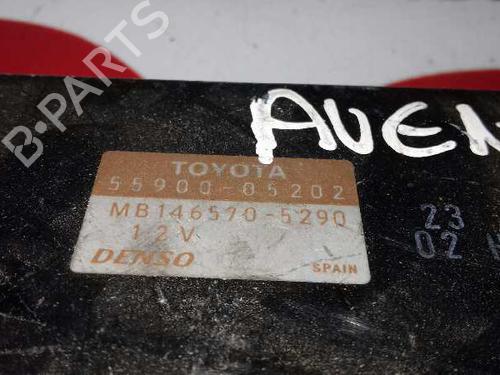 B-PARTS
AVEN
TOYOTA
55900-05202
MB146570-5290
12V
DENSO
SPAIN
23
02